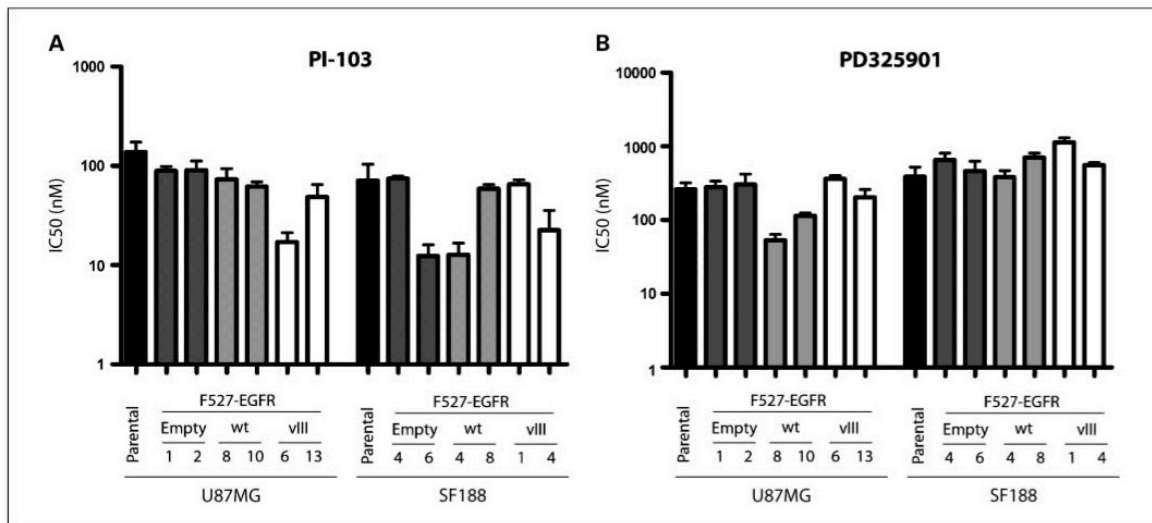 A
PI-103
1000
100
10
1
IC50 (nM)
Parental
F527-EGFR
Empty wt vIII
1 2 8 10 6 13
U87MG
Parental
F527-EGFR
Empty wt vIII
4 6 4 8 1 4
SF188
B
PD325901
10000
1000
100
10
1
IC50 (nM)
Parental
F527-EGFR
Empty wt vIII
1 2 8 10 6 13
U87MG
Parental
F527-EGFR
Empty wt vIII
4 6 4 8 1 4
SF188